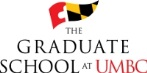 THE
GRADUATE
SCHOOL AT UMBC